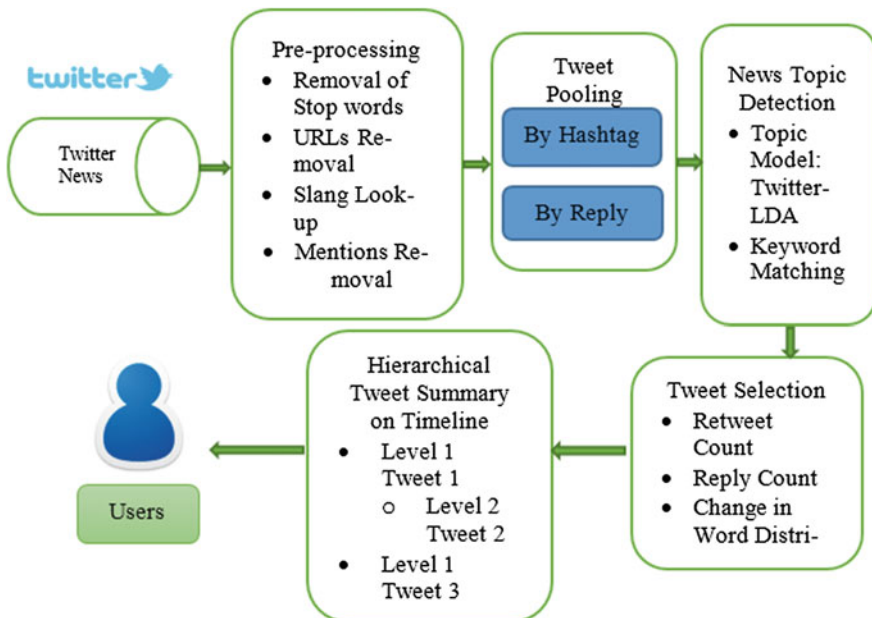 twitter
Twitter
News
Pre-processing
• Removal of
Stop words
• URLs Re-
moval
• Slang Look-
up
• Mentions Re-
moval
Tweet
Pooling
By Hashtag
By Reply
News Topic
Detection
• Topic
Model:
Twitter-
LDA
• Keyword
Matching
Tweet Selection
• Retweet
Count
• Reply Count
• Change in
Word Distri-
Hierarchical
Tweet Summary
on Timeline
• Level 1
Tweet 1
○ Level 2
Tweet 2
• Level 1
Tweet 3
Users